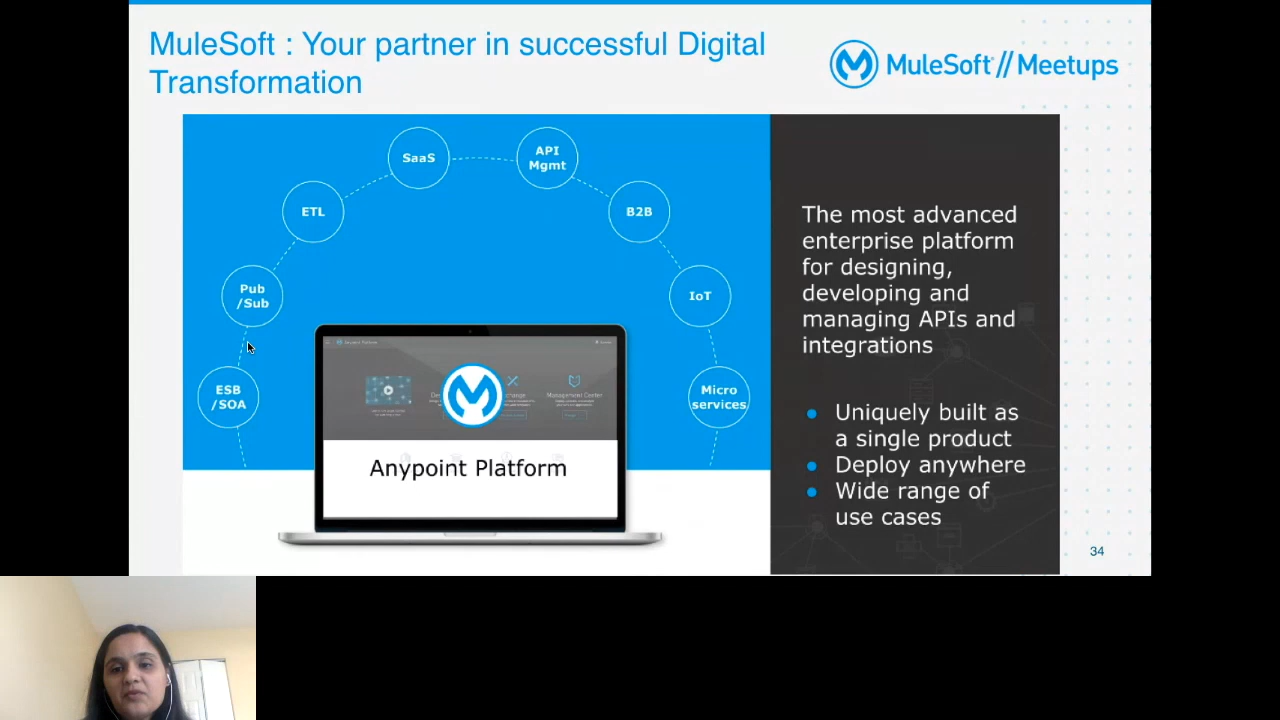 MuleSoft : Your partner in successful Digital
Transformation
MuleSoft // Meetups
SaaS
API
Mgmt
ETL
B2B
Pub
/Sub
IoT
ESB
/SOA
Micro
services
Management Center
Anypoint Platform
The most advanced
enterprise platform
for designing,
developing and
managing APIs and
integrations
● Uniquely built as
a single product
● Deploy anywhere
● Wide range of
use cases
34